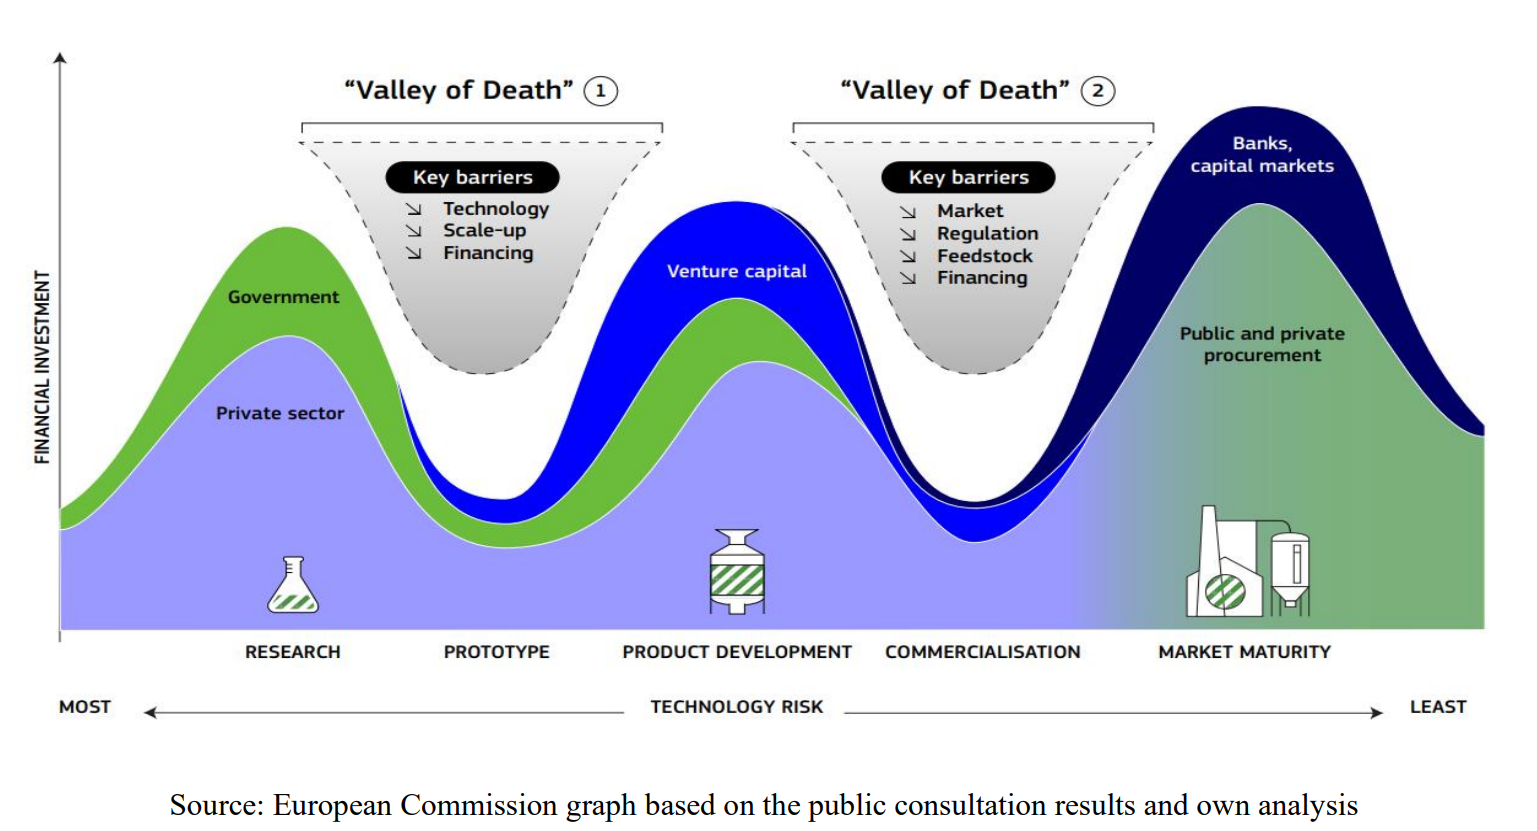 “Valley of Death” 1
Key barriers
Technology
Scale-up
Financing
“Valley of Death” 2
Key barriers
Market
Regulation
Feedstock
Financing
Banks,
capital markets
Government
Venture capital
Public and private
procurement
Private sector
FINANCIAL INVESTMENT
RESEARCH
PROTOTYPE
PRODUCT DEVELOPMENT
COMMERCIALISATION
MARKET MATURITY
MOST
TECHNOLOGY RISK
LEAST
Source: European Commission graph based on the public consultation results and own analysis